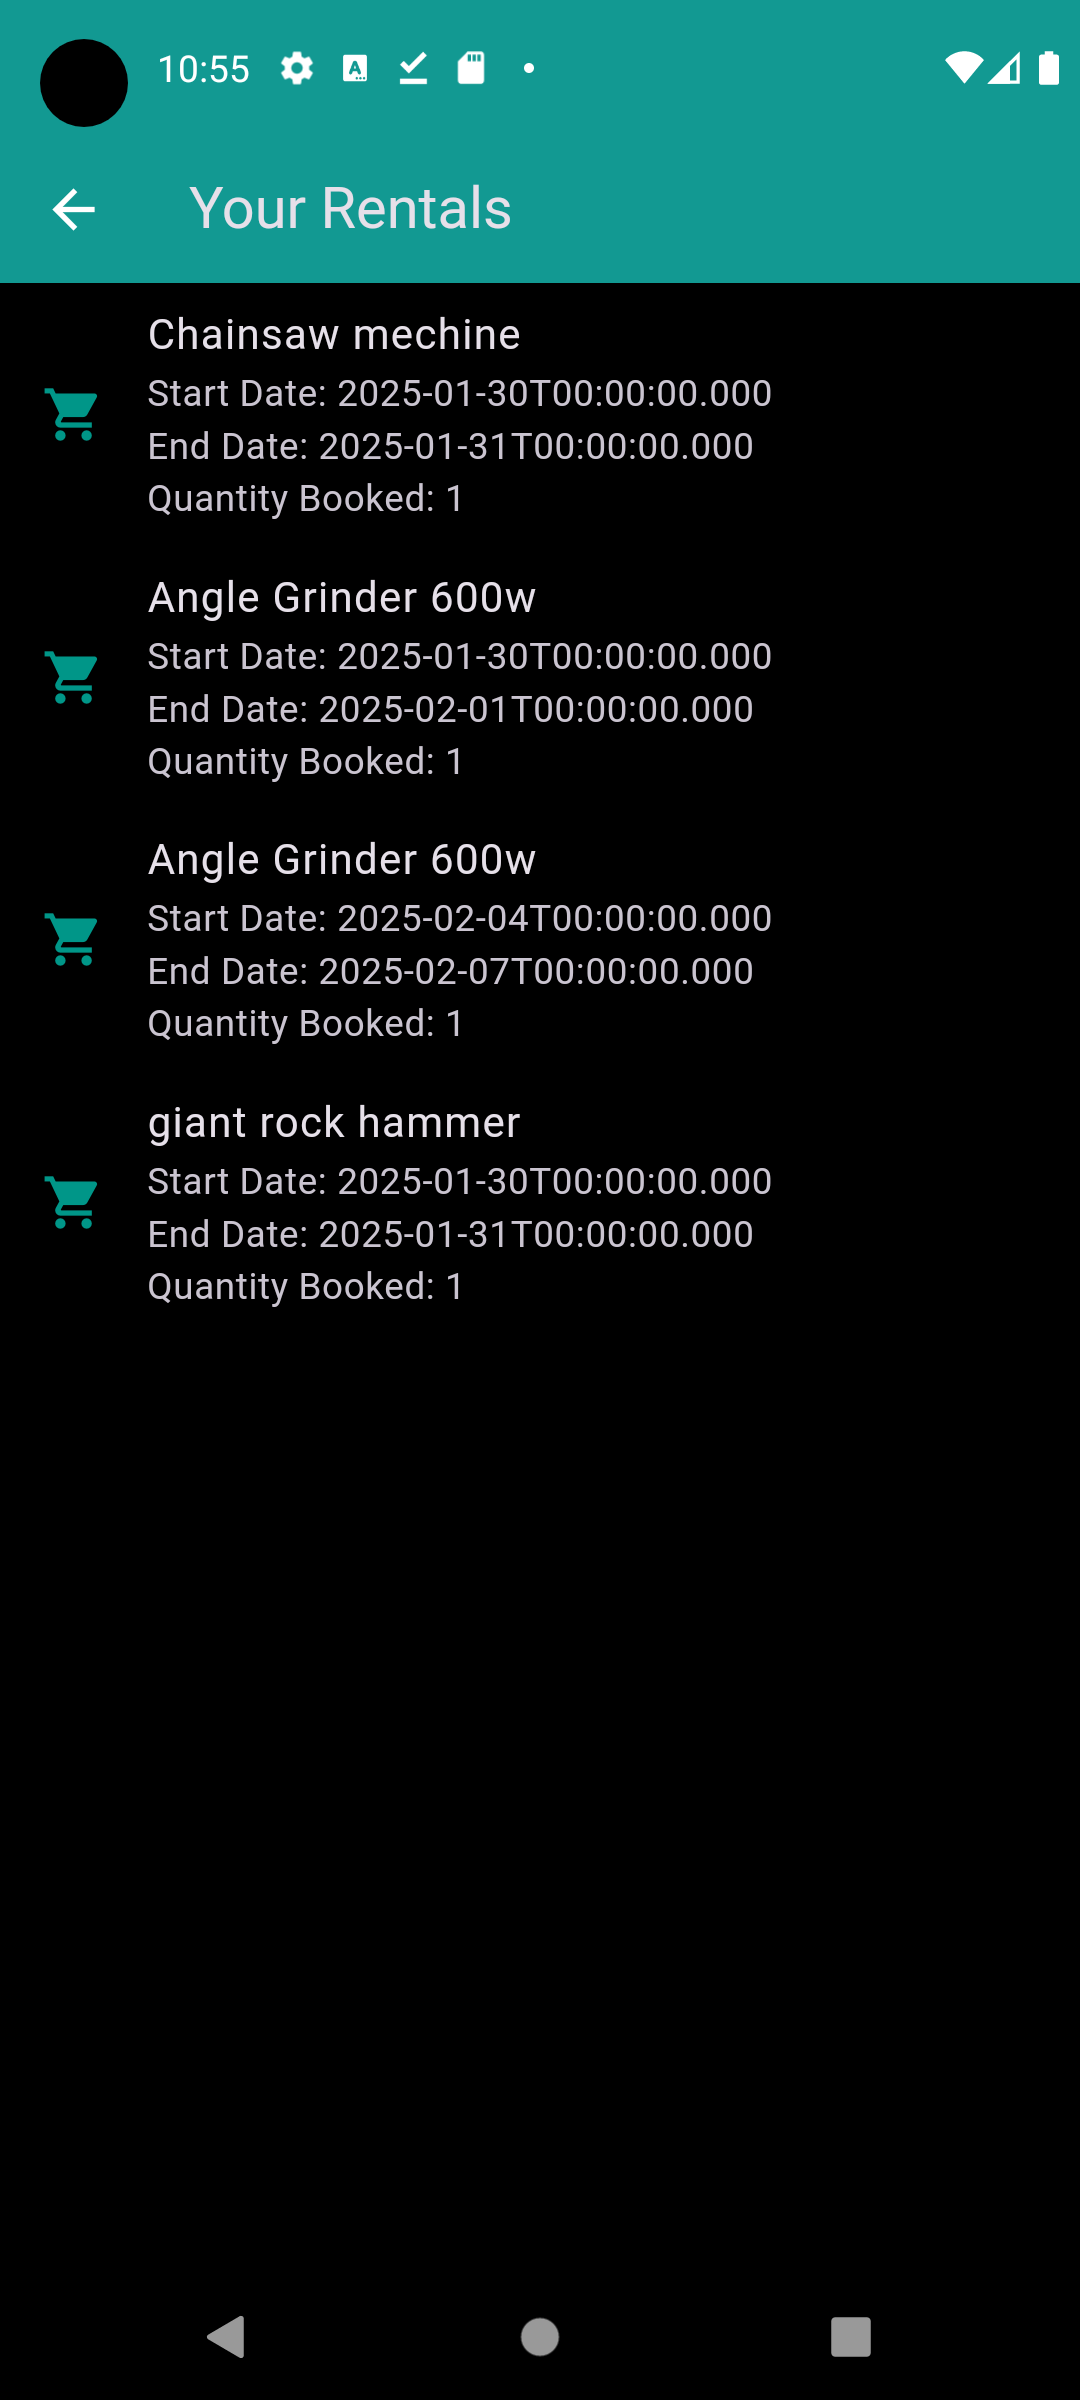 10:55
Your Rentals
Chainsaw mechine
Start Date: 2025-01-30T00:00:00.000
End Date: 2025-01-31T00:00:00.000
Quantity Booked: 1
Angle Grinder 600w
Start Date: 2025-01-30T00:00:00.000
End Date: 2025-02-01T00:00:00.000
Quantity Booked: 1
Angle Grinder 600w
Start Date: 2025-02-04T00:00:00.000
End Date: 2025-02-07T00:00:00.000
Quantity Booked: 1
giant rock hammer
Start Date: 2025-01-30T00:00:00.000
End Date: 2025-01-31T00:00:00.000
Quantity Booked: 1